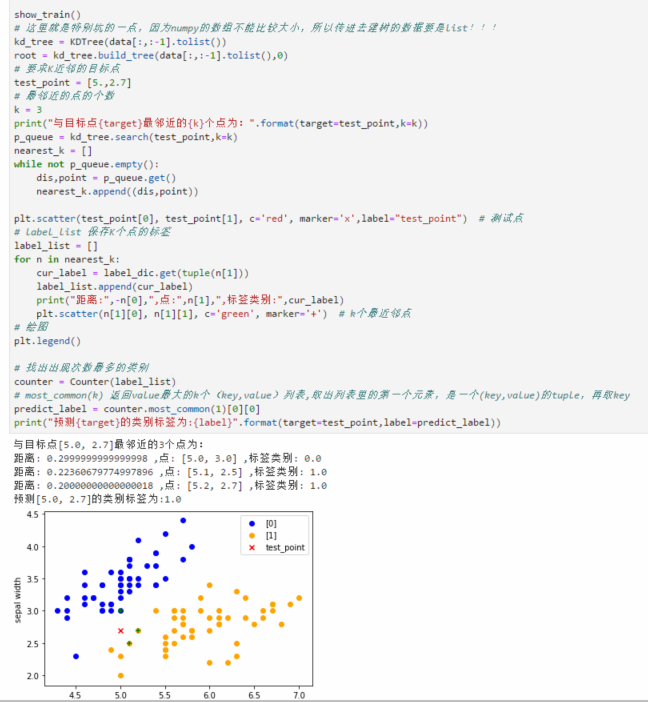 show_train()
# 这里就是特别坑的一点，因为numpy的数组不能比较大小，所以传进去建树的数据要是list！！！
kd_tree = KDTree(data[:,:-1].tolist())
root = kd_tree.build_tree(data[:,:-1].tolist(),0)
# 要求K近邻的目标点
test_point = [5.,2.7]
# 最邻近的点的个数
k = 3
print("与目标点{target}最邻近的{k}个点为：".format(target=test_point,k=k))
p_queue = kd_tree.search(test_point,k=k)
nearest_k = []
while not p_queue.empty():
    dis,point = p_queue.get()
    nearest_k.append((dis,point))
plt.scatter(test_point[0], test_point[1], c='red', marker='x',label="test_point")  # 测试点
# label_list 保存K个点的标签
label_list = []
for n in nearest_k:
    cur_label = label_dic.get(tuple(n[1]))
    label_list.append(cur_label)
    print("距离:",-n[0],",点:",n[1],",标签类别:",cur_label)
    plt.scatter(n[1][0], n[1][1], c='green', marker='+')  # k个最近邻点
# 绘图
plt.legend()
# 找出出现次数最多的类别
counter = Counter(label_list)
# most_common(k) 返回value最大的k个（key,value）列表,取出列表里的第一个元素，是一个(key,value)的tuple，再取key
predict_label = counter.most_common(1)[0][0]
print("预测{target}的类别标签为:{label}".format(target=test_point,label=predict_label))
与目标点[5.0, 2.7]最邻近的3个点为：
距离: 0.2999999999999998 ,点: [5.0, 3.0] ,标签类别: 0.0
距离: 0.22360679774997896 ,点: [5.1, 2.5] ,标签类别: 1.0
距离: 0.20000000000000018 ,点: [5.2, 2.7] ,标签类别: 1.0
预测[5.0, 2.7]的类别标签为:1.0
4.5
[0]
[1]
test_point
4.0
3.5
sepal width
3.0
2.5
2.0
4.5 5.0 5.5 6.0 6.5 7.0